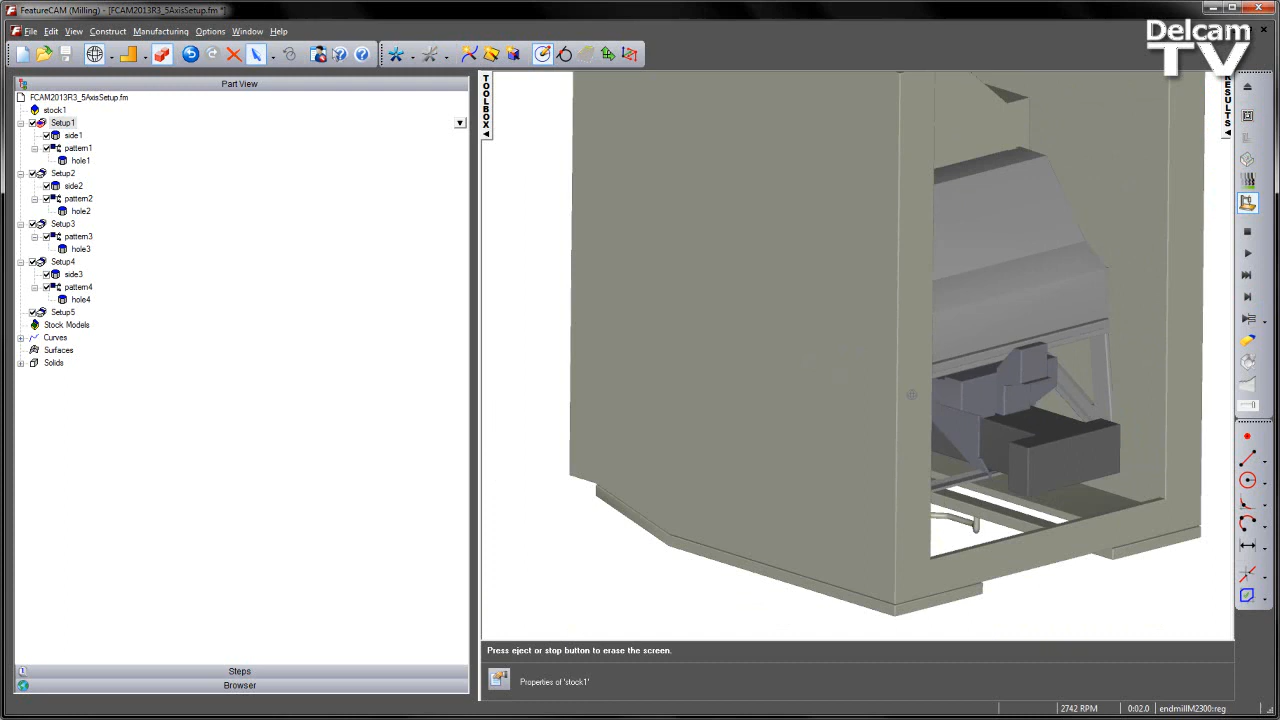 FeatureCAM (Milling) - [FCAM2013R3_5AxisSetup.fm *]
File Edit View Construct Manufacturing Options Window Help
Delcam
TV
Part View
TOOLBOX
RESULTS
FCAM2013R3_5AxisSetup.fm
stock1
Setup1
side1
pattern1
hole1
Setup2
side2
pattern2
hole2
Setup3
pattern3
hole3
Setup4
side3
pattern4
hole4
Setup5
Stock Models
Curves
Surfaces
Solids
Steps
Browser
Press eject or stop button to erase the screen.
Properties of 'stock1'
2742 RPM 0:02.0 endmillM2300:reg